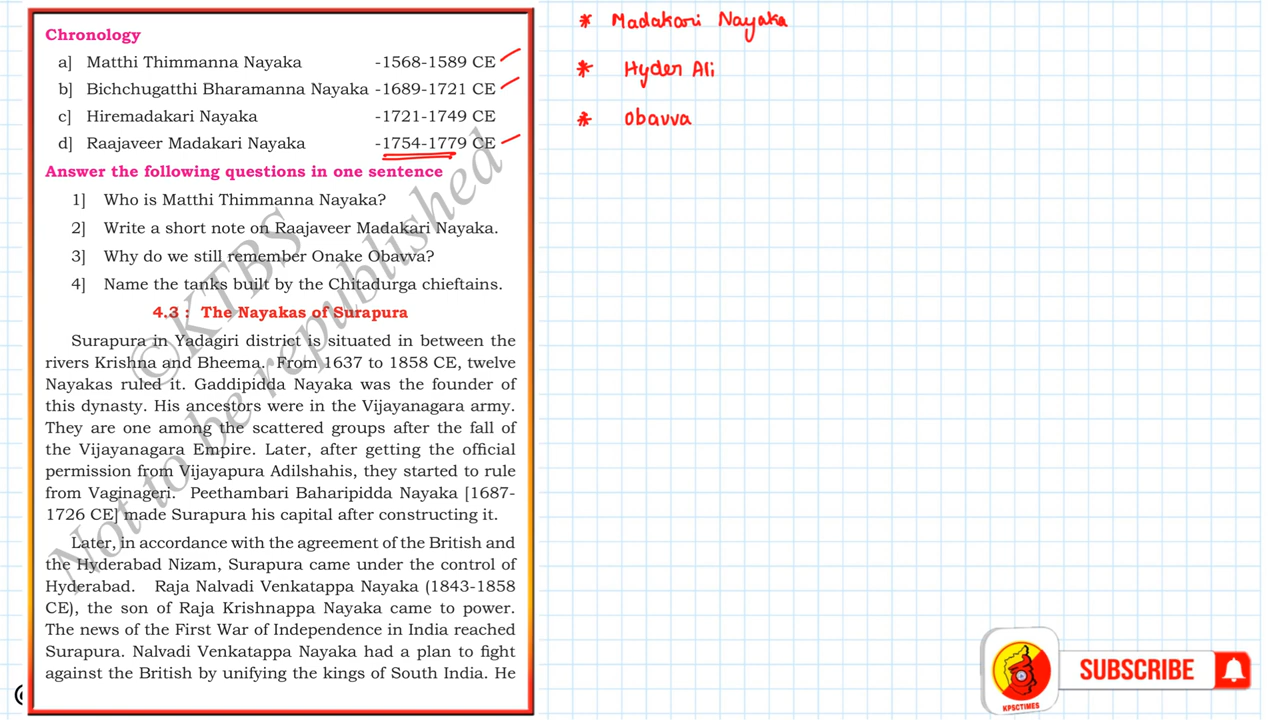 Chronology
a] Matthi Thimmanna Nayaka -1568-1589 CE
b] Bichchugatthi Bharamanna Nayaka -1689-1721 CE
c] Hiremadakari Nayaka -1721-1749 CE
d] Raajaveer Madakari Nayaka -1754-1779 CE
Answer the following questions in one sentence
1] Who is Matthi Thimmanna Nayaka?
2] Write a short note on Raajaveer Madakari Nayaka.
3] Why do we still remember Onake Obavva?
4] Name the tanks built by the Chitadurga chieftains.
4.3 : The Nayakas of Surapura
Surapura in Yadagiri district is situated in between the
rivers Krishna and Bheema. From 1637 to 1858 CE, twelve
Nayakas ruled it. Gaddipidda Nayaka was the founder of
this dynasty. His ancestors were in the Vijayanagara army.
They are one among the scattered groups after the fall of
the Vijayanagara Empire. Later, after getting the official
permission from Vijayapura Adilshahis, they started to rule
from Vaginageri. Peethambari Baharipidda Nayaka [1687-
1726 CE] made Surapura his capital after constructing it.
Later, in accordance with the agreement of the British and
the Hyderabad Nizam, Surapura came under the control of
Hyderabad. Raja Nalvadi Venkatappa Nayaka (1843-1858
CE), the son of Raja Krishnappa Nayaka came to power.
The news of the First War of Independence in India reached
Surapura. Nalvadi Venkatappa Nayaka had a plan to fight
against the British by unifying the kings of South India. He
©KTBS
Not to be republished
* Madakari Nayaka
* Hyder Ali
* Obavva
KPSCTIMES
SUBSCRIBE